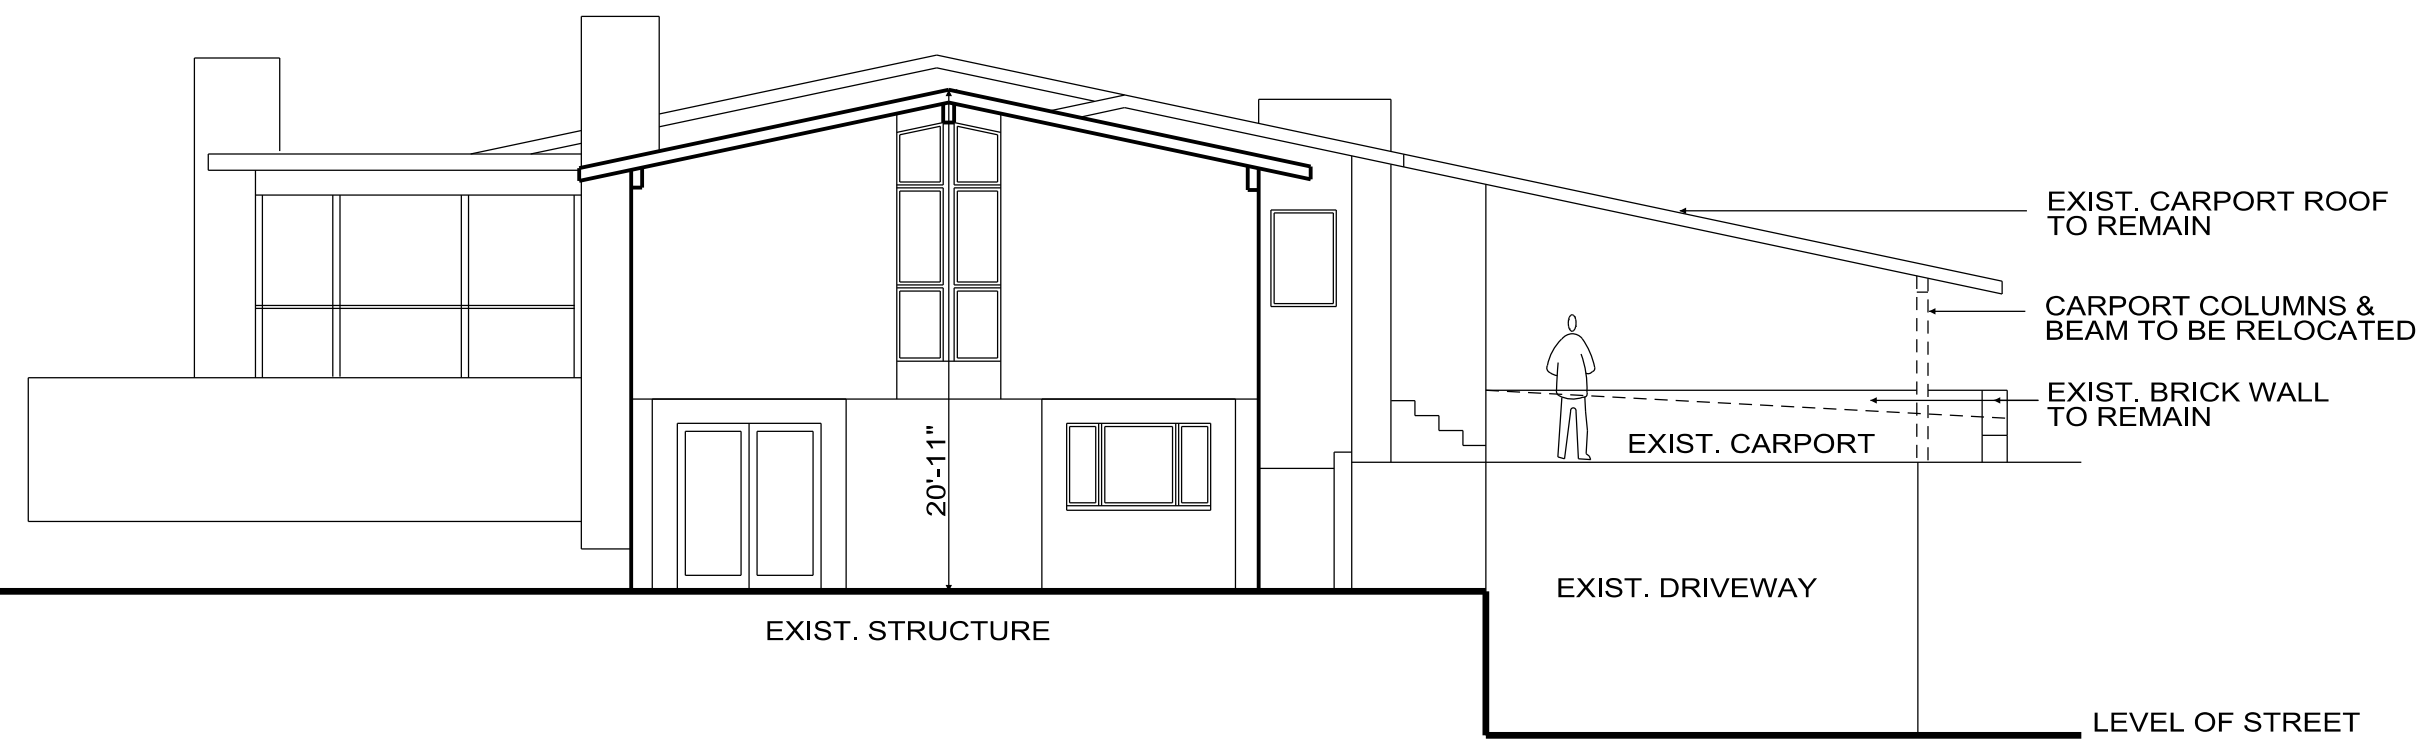 EXIST. CARPORT ROOF
TO REMAIN
CARPORT COLUMNS &
BEAM TO BE RELOCATED
EXIST. BRICK WALL
TO REMAIN
EXIST. CARPORT
20'-11"
EXIST. DRIVEWAY
EXIST. STRUCTURE
LEVEL OF STREET